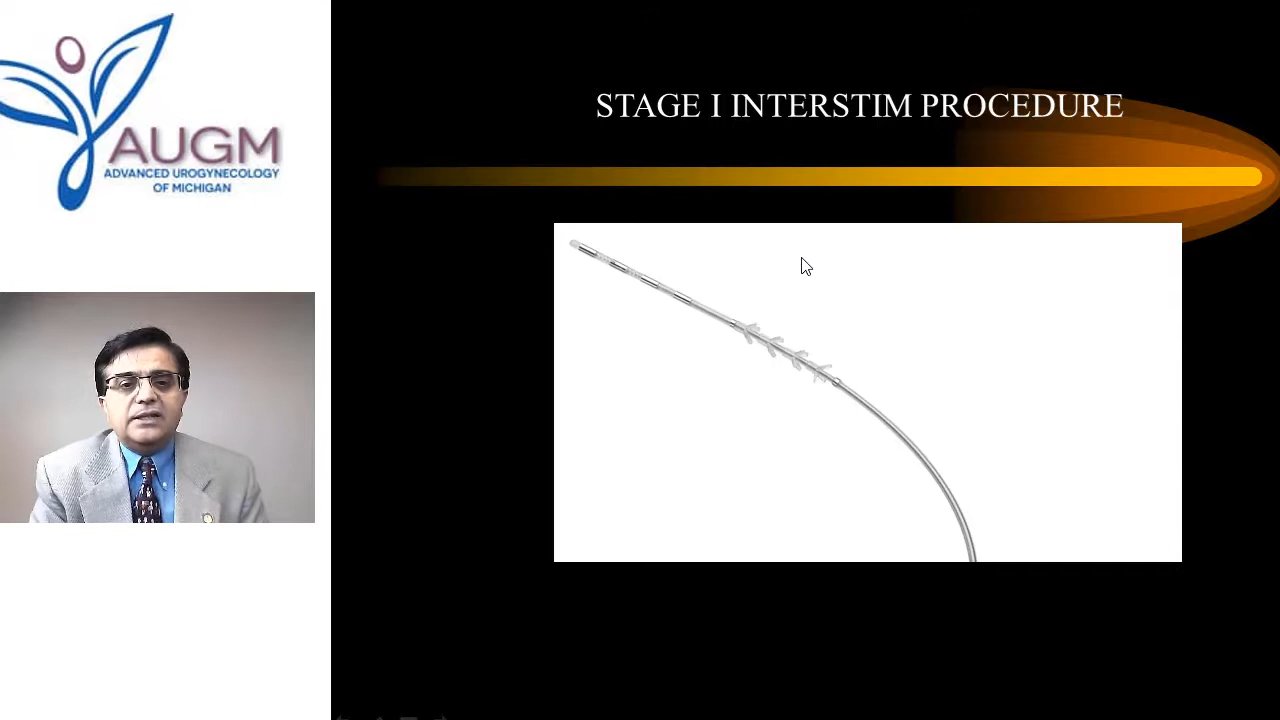 AUGM
ADVANCED UROGYNECOLOGY
OF MICHIGAN
STAGE I INTERSTIM PROCEDURE